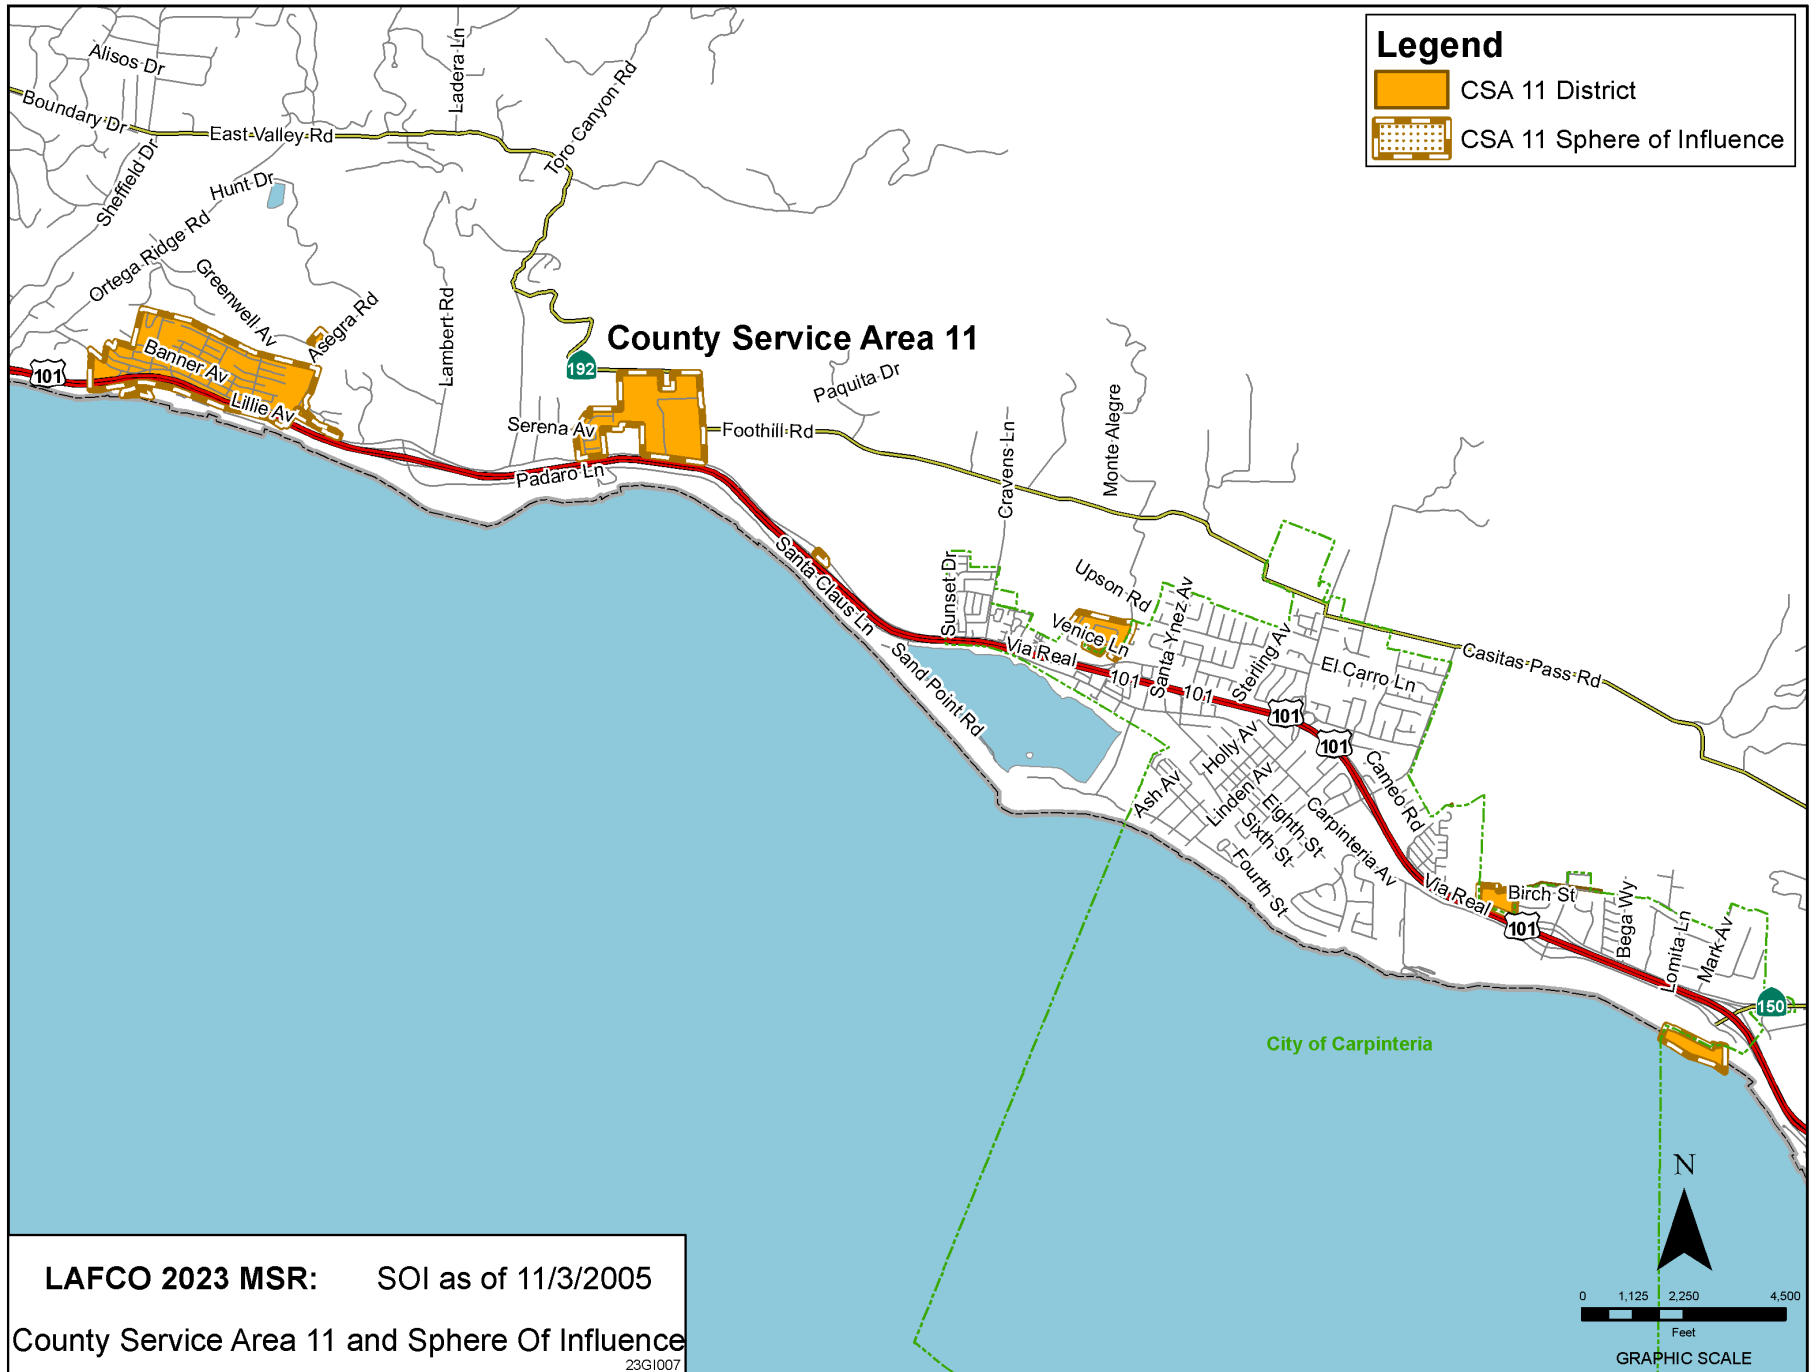 Legend
CSA 11 District
CSA 11 Sphere of Influence
Alisos Dr
Boundary Dr
East Valley Rd
Ladera Ln
Toro Canyon Rd
Sheffield Dr
Hunt Dr
Ortega Ridge Rd
Greenwell Av
Asegra Rd
Lambert Rd
County Service Area 11
192
101
Banner Av
Lillie Av
Serena Av
Padaro Ln
Foothill Rd
Paquita Dr
Cravens Ln
Monte Alegre
Santa Claus Ln
Sunset Dr
Upson Rd
Venice Ln
Santa Ynez Av
Via Real
101
101
Sterling Av
El Carro Ln
Casitas Pass Rd
Sand Point Rd
101
101
Holly Av
Cameo Rd
Ash Av
Linden Av
Eighth St
Sixth St
Carpinteria Av
Fourth St
Via Real
Birch St
101
Bega Wy
Lomita Ln
Mark Av
150
City of Carpinteria
N
0 1,125 2,250 4,500
Feet
GRAPHIC SCALE
LAFCO 2023 MSR: SOI as of 11/3/2005
County Service Area 11 and Sphere Of Influence
23GI007